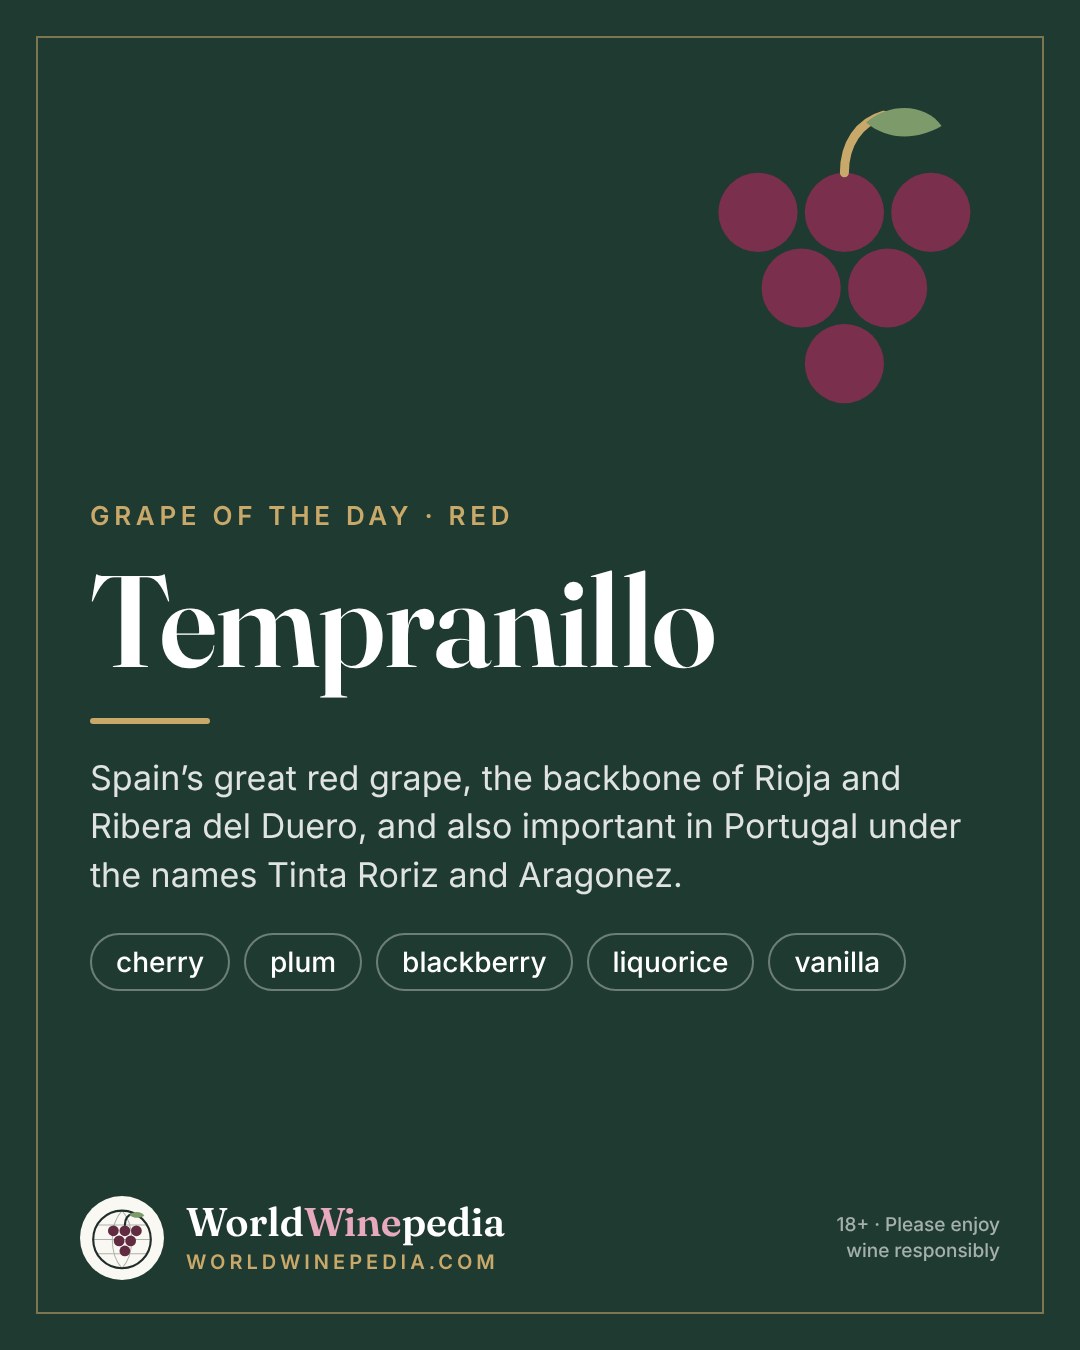 GRAPE OF THE DAY · RED
Tempranillo
Spain’s great red grape, the backbone of Rioja and
Ribera del Duero, and also important in Portugal under
the names Tinta Roriz and Aragonez.
cherry plum blackberry liquorice vanilla
WorldWinepedia
WORLDWINEPEDIA.COM
18+ · Please enjoy
wine responsibly